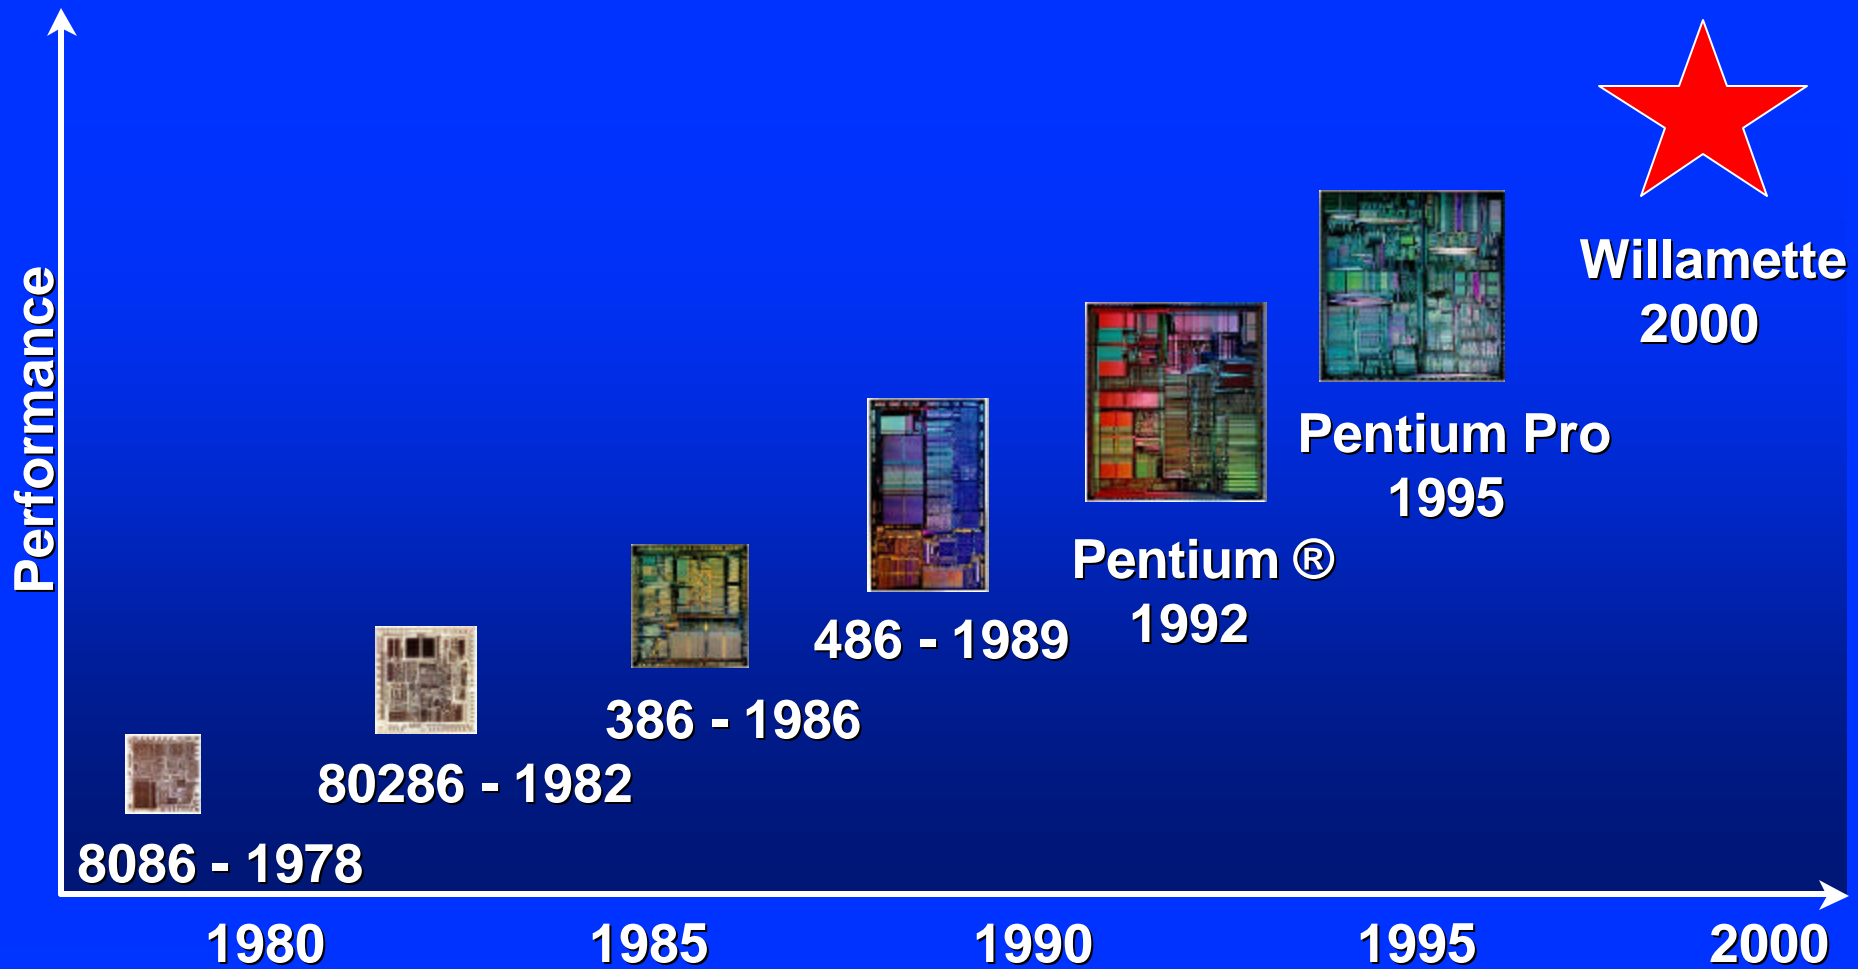 Performance
Willamette
2000
Pentium Pro
1995
Pentium ®
1992
486 - 1989
386 - 1986
80286 - 1982
8086 - 1978
1980 1985 1990 1995 2000